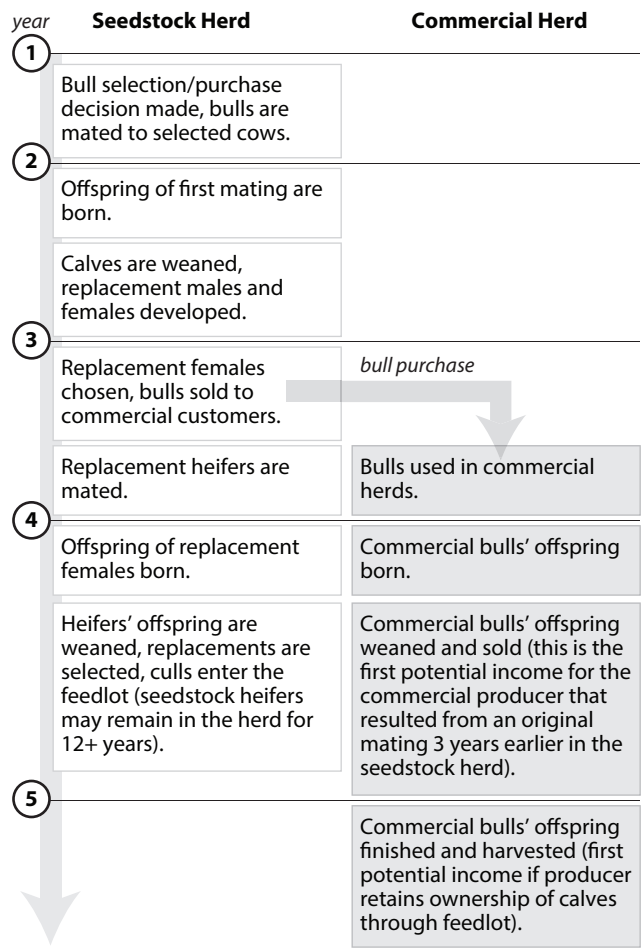 year
Seedstock Herd
Commercial Herd
1
Bull selection/purchase
decision made, bulls are
mated to selected cows.
2
Offspring of first mating are
born.
Calves are weaned,
replacement males and
females developed.
3
Replacement females
chosen, bulls sold to
commercial customers.
bull purchase
Replacement heifers are
mated.
Bulls used in commercial
herds.
4
Offspring of replacement
females born.
Commercial bulls’ offspring
born.
Heifers’ offspring are
weaned, replacements are
selected, culls enter the
feedlot (seedstock heifers
may remain in the herd for
12+ years).
Commercial bulls’ offspring
weaned and sold (this is the
first potential income for the
commercial producer that
resulted from an original
mating 3 years earlier in the
seedstock herd).
5
Commercial bulls’ offspring
finished and harvested (first
potential income if producer
retains ownership of calves
through feedlot).